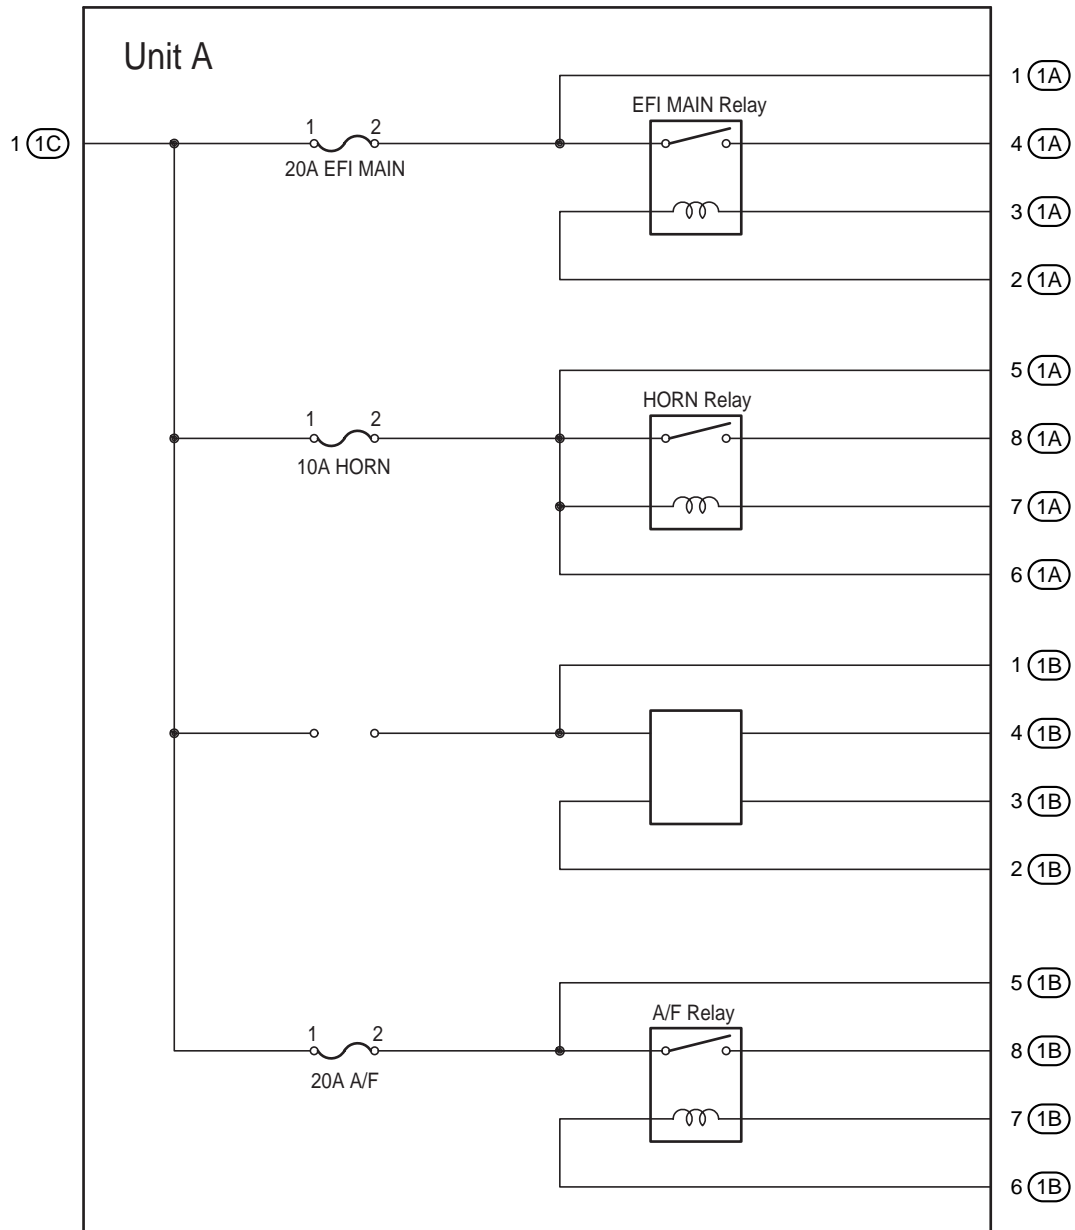 Unit A
1 1A
EFI MAIN Relay
1 1C
1 2
4 1A
20A EFI MAIN
3 1A
2 1A
5 1A
HORN Relay
1 2
8 1A
10A HORN
7 1A
6 1A
1 1B
4 1B
3 1B
2 1B
5 1B
A/F Relay
1 2
8 1B
20A A/F
7 1B
6 1B